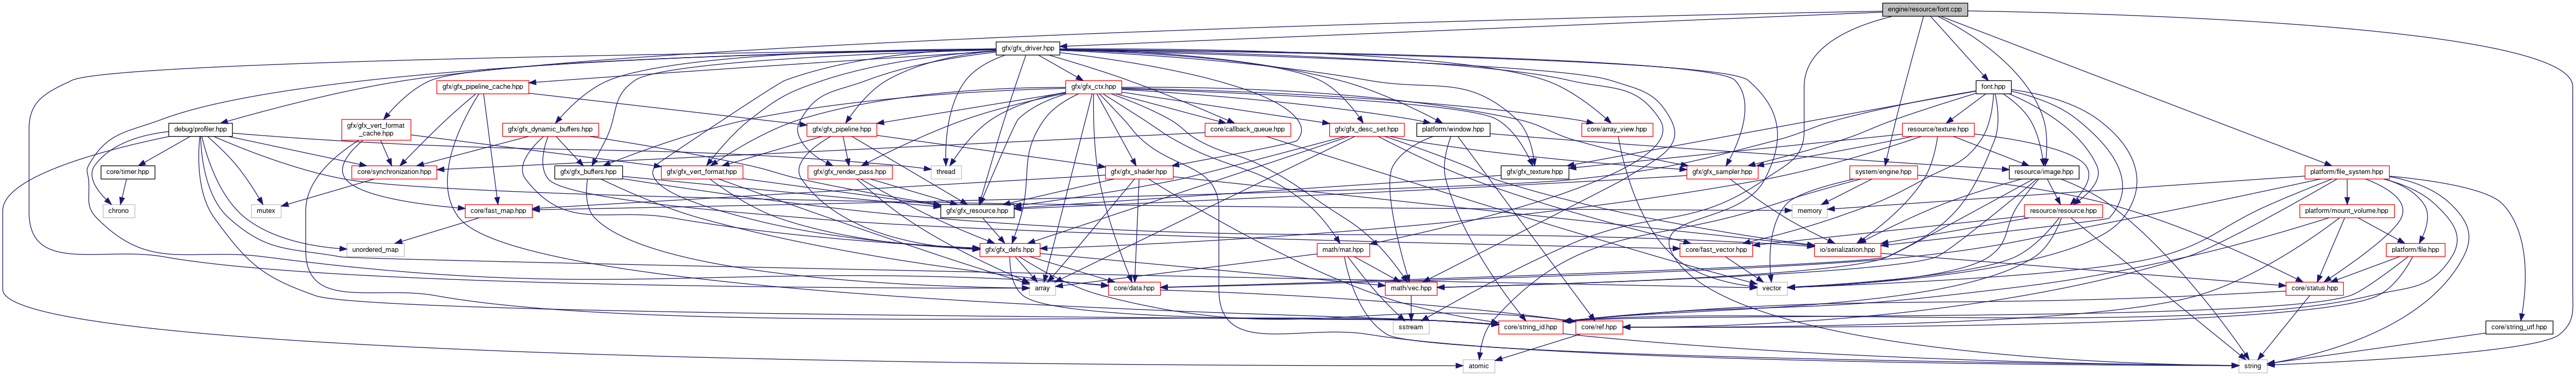 engine/resource/font.cpp
gfx/gfx_driver.hpp
gfx/gfx_pipeline_cache.hpp
gfx/gfx_ctx.hpp
font.hpp
debug/profiler.hpp
gfx/gfx_vert_format
_cache.hpp
gfx/gfx_dynamic_buffers.hpp
gfx/gfx_pipeline.hpp
core/callback_queue.hpp
gfx/gfx_desc_set.hpp
platform/window.hpp
core/array_view.hpp
resource/texture.hpp
core/timer.hpp
core/synchronization.hpp
gfx/gfx_buffers.hpp
gfx/gfx_vert_format.hpp
gfx/gfx_render_pass.hpp
thread
gfx/gfx_shader.hpp
gfx/gfx_texture.hpp
gfx/gfx_sampler.hpp
system/engine.hpp
resource/image.hpp
platform/file_system.hpp
chrono
mutex
core/fast_map.hpp
gfx/gfx_resource.hpp
memory
resource/resource.hpp
platform/mount_volume.hpp
unordered_map
gfx/gfx_defs.hpp
math/mat.hpp
core/fast_vector.hpp
io/serialization.hpp
platform/file.hpp
array
core/data.hpp
math/vec.hpp
vector
core/status.hpp
sstream
core/string_id.hpp
core/ref.hpp
core/string_utf.hpp
atomic
string